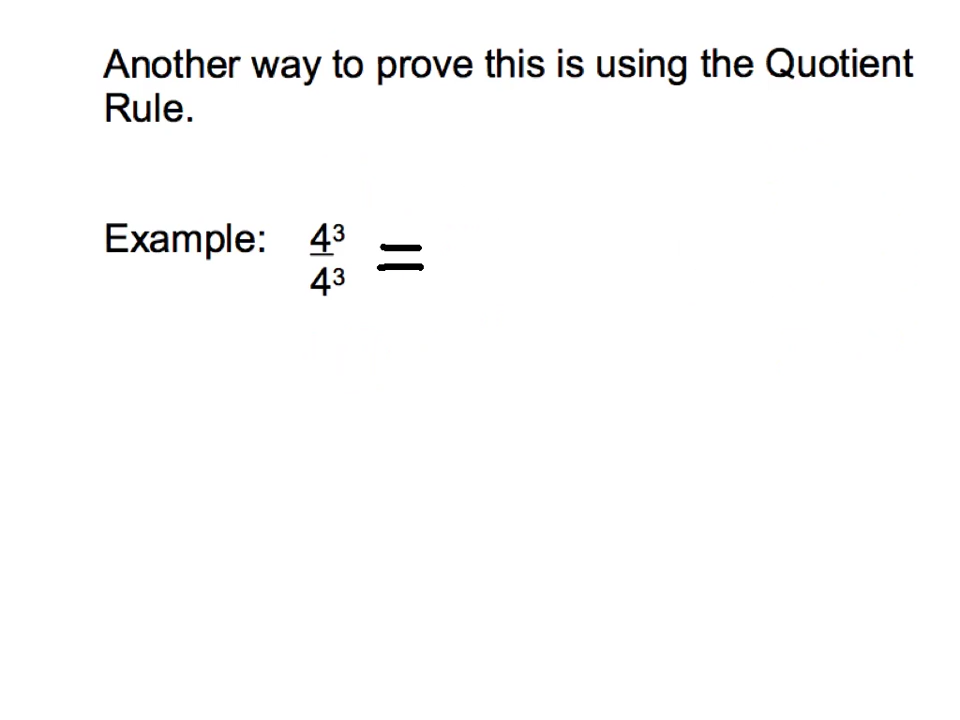 Another way to prove this is using the Quotient
Rule.
Example: 4³ =
4³